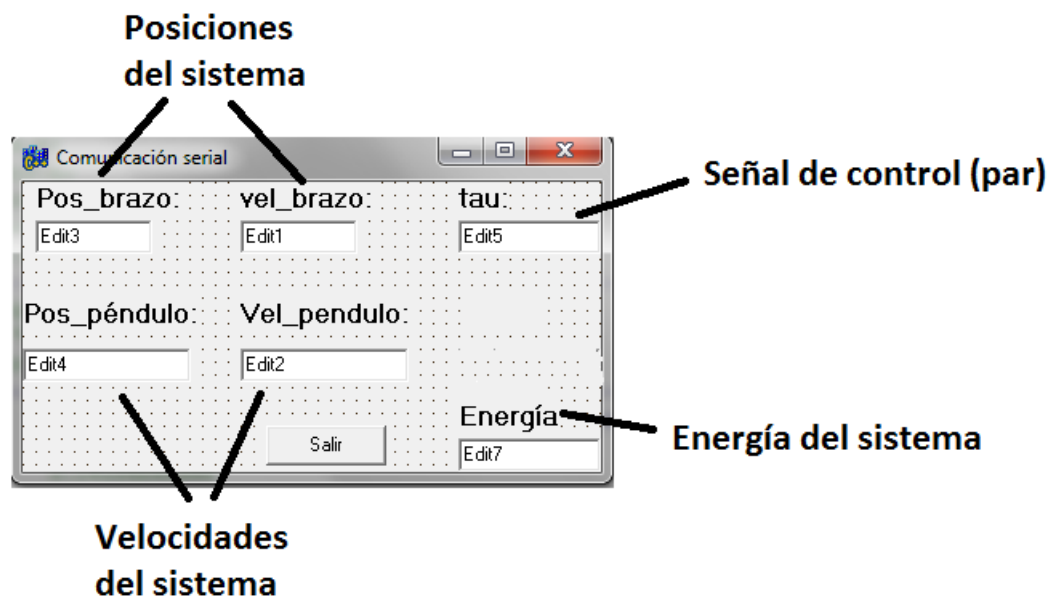 Posiciones
del sistema
Comunicación serial
Pos_brazo:
vel_brazo:
tau:
Señal de control (par)
Edit3
Edit1
Edit5
Pos_péndulo:
Vel_pendulo:
Edit4
Edit2
Energía
Energía del sistema
Salir
Edit7
Velocidades
del sistema